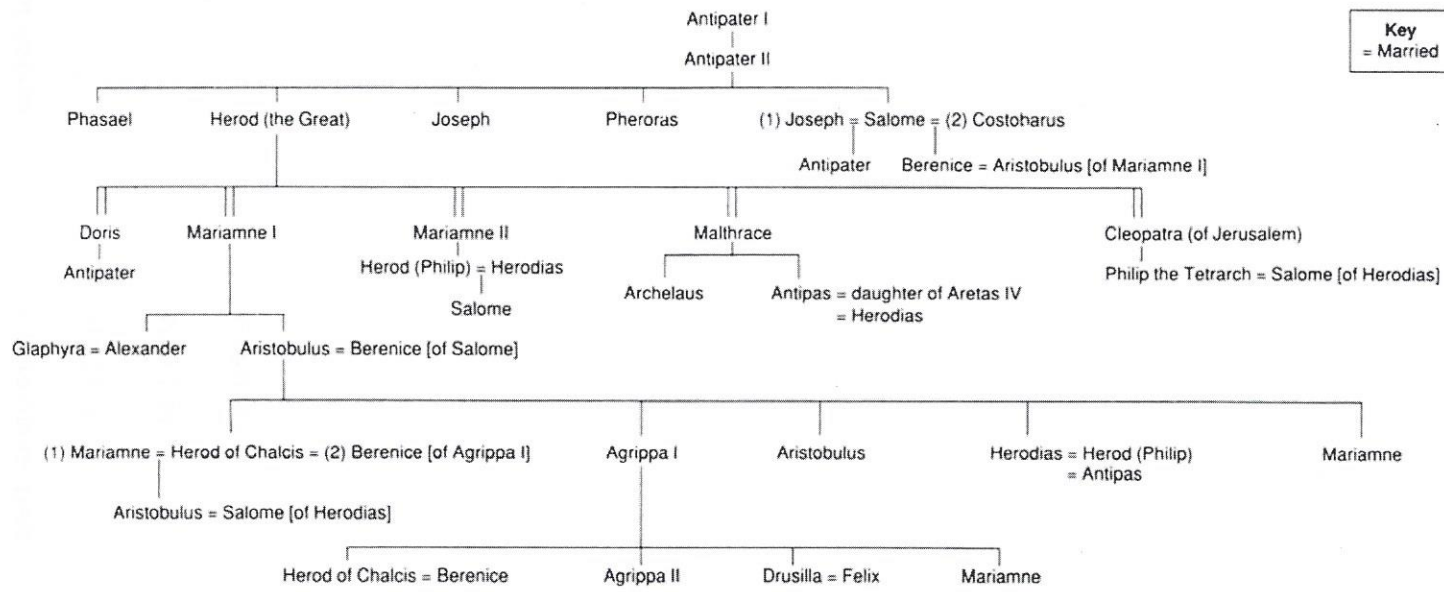 Antipater I
Key
= Married
Antipater II
Phasael
Herod (the Great)
Joseph
Pheroras
(1) Joseph = Salome = (2) Costoharus
Antipater
Berenice = Aristobulus [of Mariamne I]
Doris
Mariamne I
Mariamne II
Malthrace
Cleopatra (of Jerusalem)
Antipater
Herod (Philip) = Herodias
Philip the Tetrarch = Salome [of Herodias]
Salome
Archelaus
Antipas = daughter of Aretas IV
= Herodias
Glaphyra = Alexander
Aristobulus = Berenice [of Salome]
(1) Mariamne = Herod of Chalcis = (2) Berenice [of Agrippa I]
Agrippa I
Aristobulus
Herodias = Herod (Philip)
= Antipas
Mariamne
Aristobulus = Salome [of Herodias]
Herod of Chalcis = Berenice
Agrippa II
Drusilla = Felix
Mariamne